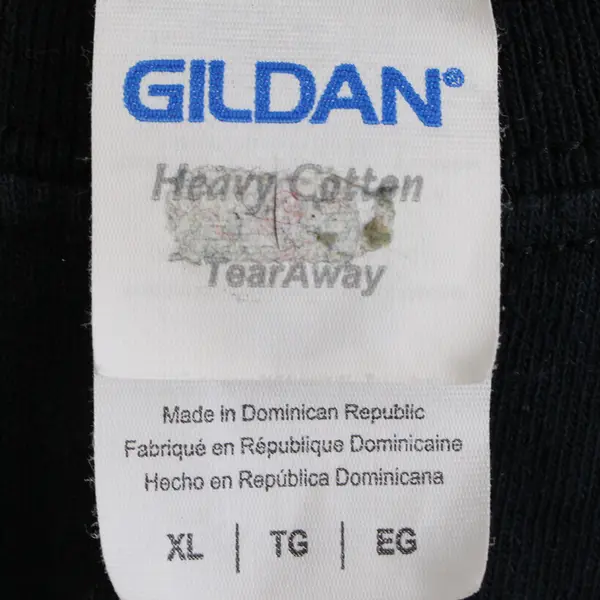 GILDAN®
Heavy Cotton
TearAway
Made in Dominican Republic
Fabriqué en République Dominicaine
Hecho en República Dominicana
XL | TG | EG